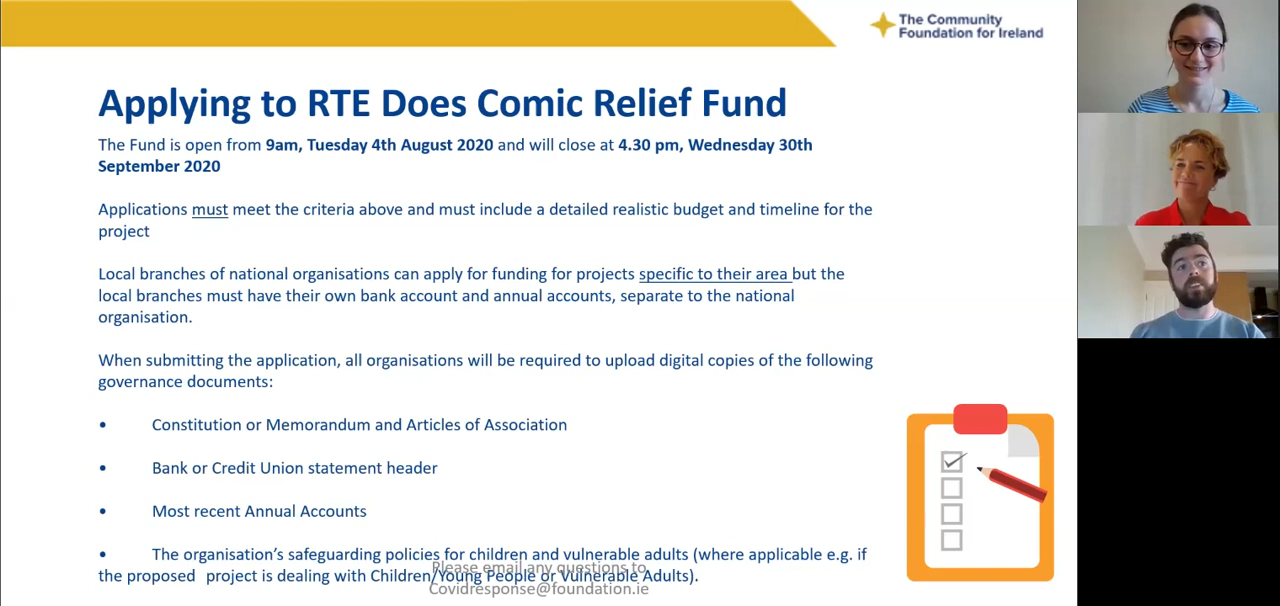 The Community
Foundation for Ireland
Applying to RTE Does Comic Relief Fund
The Fund is open from 9am, Tuesday 4th August 2020 and will close at 4.30 pm, Wednesday 30th
September 2020
Applications must meet the criteria above and must include a detailed realistic budget and timeline for the
project
Local branches of national organisations can apply for funding for projects specific to their area but the
local branches must have their own bank account and annual accounts, separate to the national
organisation.
When submitting the application, all organisations will be required to upload digital copies of the following
governance documents:
• Constitution or Memorandum and Articles of Association
• Bank or Credit Union statement header
• Most recent Annual Accounts
• The organisation’s safeguarding policies for children and vulnerable adults (where applicable e.g. if
the proposed project is dealing with Children/Young People or Vulnerable Adults).
Please email any questions to
Covidresponse@foundation.ie